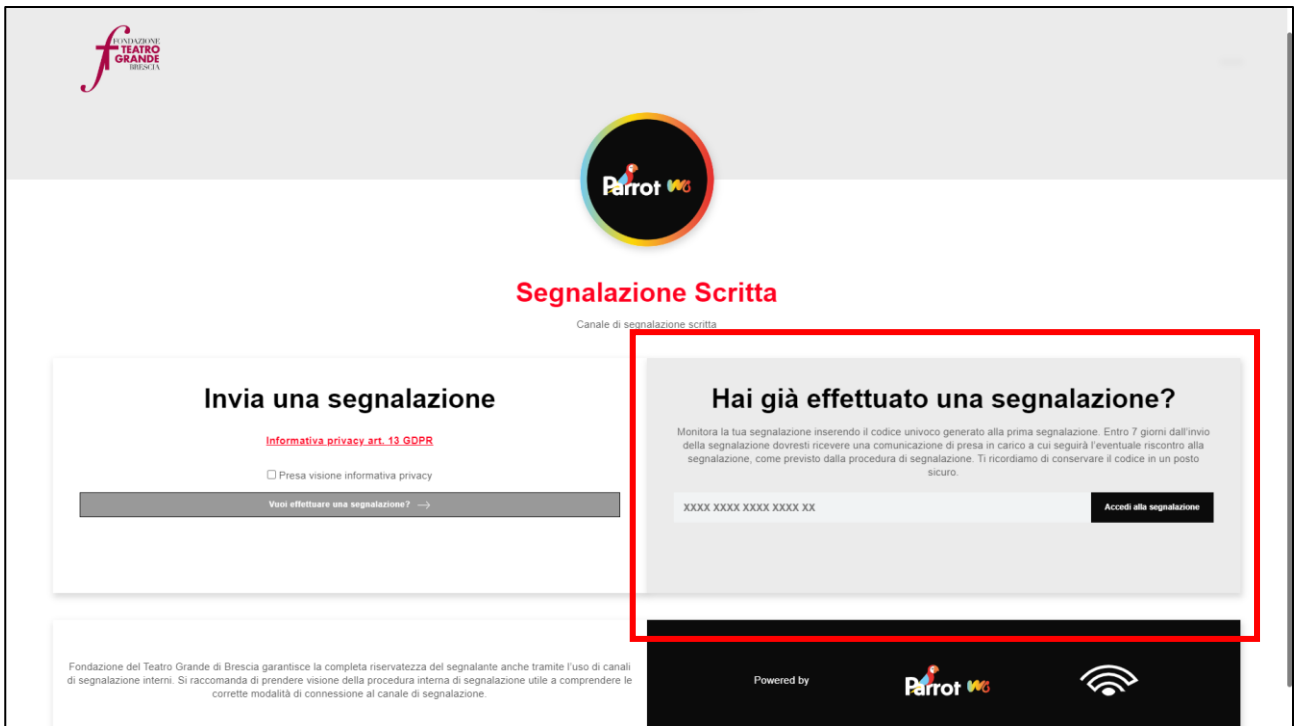 FONDAZIONE
TEATRO
GRANDE
BRESCIA
Parrot WB
Segnalazione Scritta
Canale di segnalazione scritta
Invia una segnalazione
Informativa privacy art. 13 GDPR
Presa visione informativa privacy
Vuoi effettuare una segnalazione? →
Hai già effettuato una segnalazione?
Monitora la tua segnalazione inserendo il codice univoco generato alla prima segnalazione. Entro 7 giorni dall'invio
della segnalazione dovresti ricevere una comunicazione di presa in carico a cui seguirà l'eventuale riscontro alla
segnalazione, come previsto dalla procedura di segnalazione. Ti ricordiamo di conservare il codice in un posto
sicuro.
XXXX XXXX XXXX XXXX XX
Accedi alla segnalazione
Fondazione del Teatro Grande di Brescia garantisce la completa riservatezza del segnalante anche tramite l'uso di canali
di segnalazione interni. Si raccomanda di prendere visione della procedura interna di segnalazione utile a comprendere le
corrette modalità di connessione al canale di segnalazione.
Powered by
Parrot WB